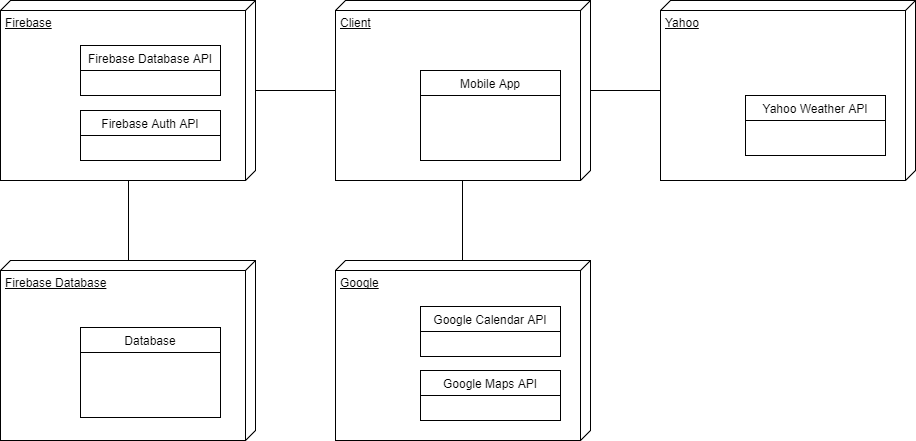 Firebase
Firebase Database API
Firebase Auth API
Client
Mobile App
Yahoo
Yahoo Weather API
Firebase Database
Database
Google
Google Calendar API
Google Maps API